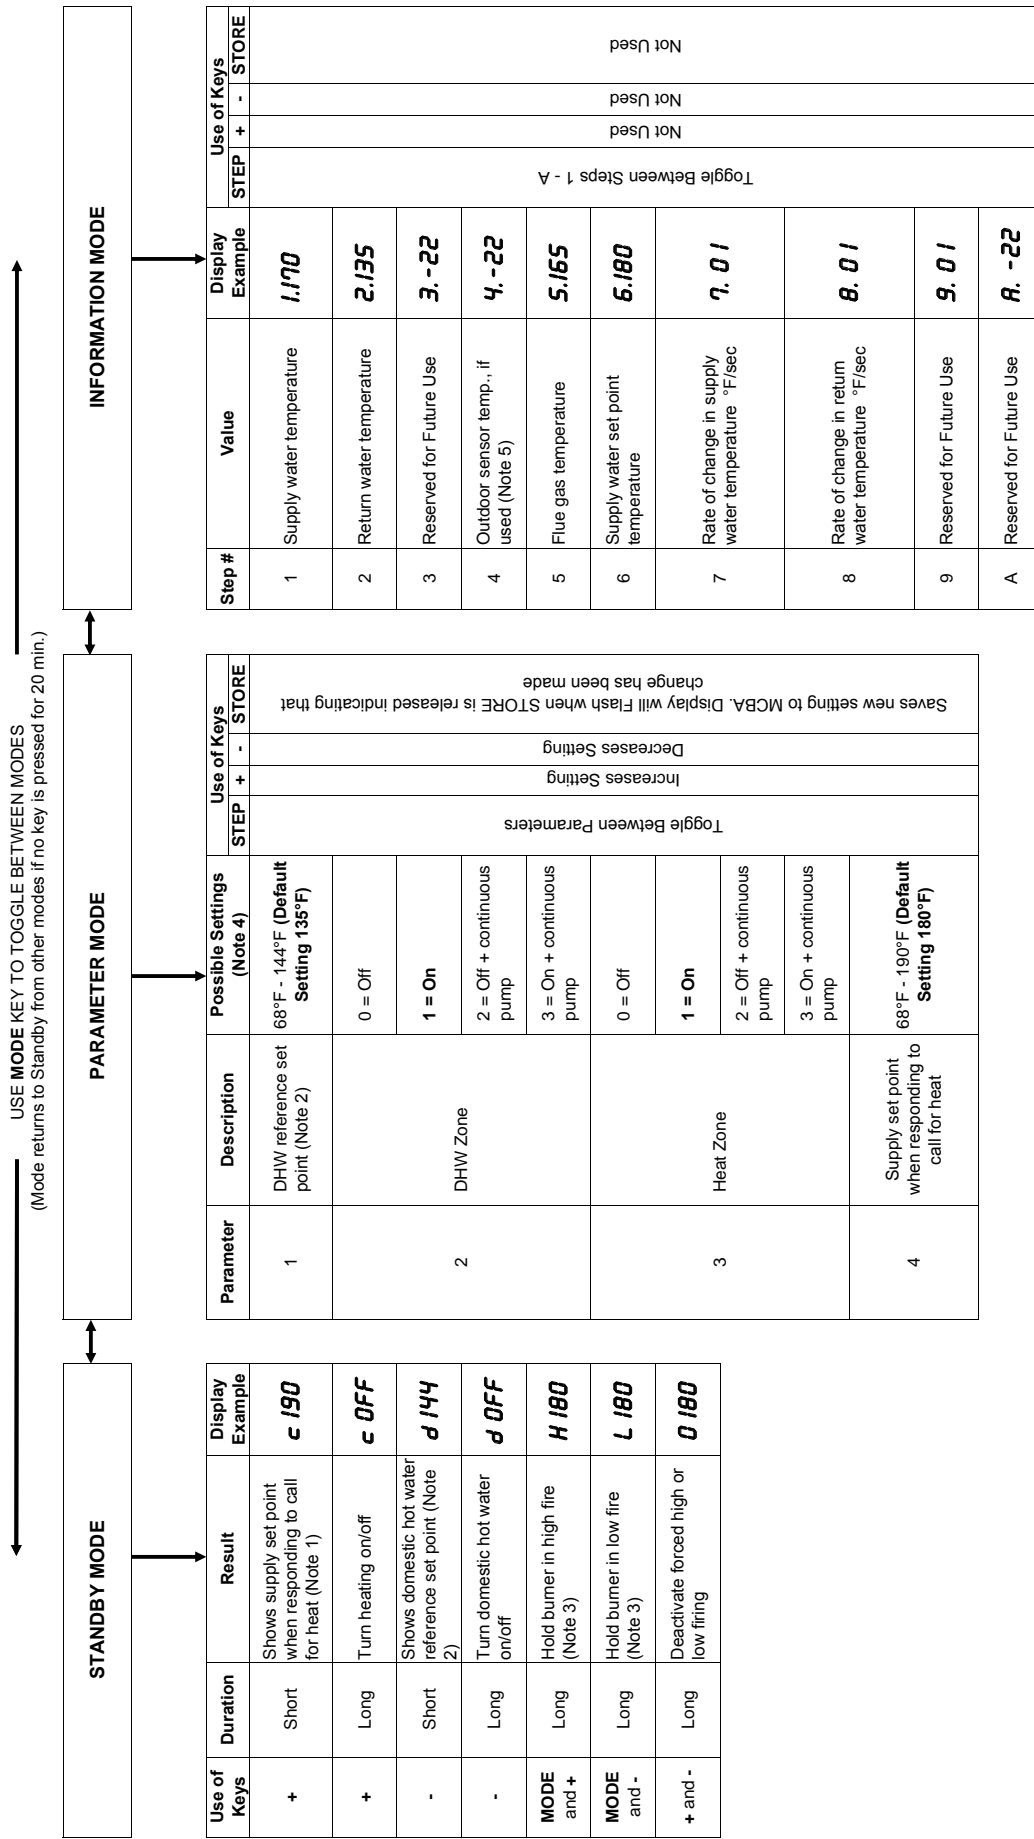 USE MODE KEY TO TOGGLE BETWEEN MODES
(Mode returns to Standby from other modes if no key is pressed for 20 min.)
STANDBY MODE
Use of
Keys
Duration
Result
Display
Example
+
Short
Shows supply set point
when responding to call
for heat (Note 1)
c 190
+
Long
Turn heating on/off
c OFF
-
Short
Shows domestic hot water
reference set point (Note
2)
d 144
-
Long
Turn domestic hot water
on/off
d OFF
MODE
and +
Long
Hold burner in high fire
(Note 3)
H 180
MODE
and -
Long
Hold burner in low fire
(Note 3)
L 180
+ and -
Long
Deactivate forced high or
low firing
0 180
PARAMETER MODE
Parameter
Description
Possible Settings
(Note 4)
Use of Keys
STEP
+
-
STORE
1
DHW reference set
point (Note 2)
68°F - 144°F (Default
Setting 135°F)
2
DHW Zone
0 = Off
1 = On
2 = Off + continuous
pump
3 = On + continuous
pump
3
Heat Zone
0 = Off
1 = On
2 = Off + continuous
pump
3 = On + continuous
pump
4
Supply set point
when responding to
call for heat
68°F - 190°F (Default
Setting 180°F)
Toggle Between Parameters
Increases Setting
Decreases Setting
Saves new setting to MCBA. Display will Flash when STORE is released indicating that
change has been made
INFORMATION MODE
Step #
Value
Display
Example
Use of Keys
STEP
+
-
STORE
1
Supply water temperature
1.170
2
Return water temperature
2.135
3
Reserved for Future Use
3. -22
4
Outdoor sensor temp., if
used (Note 5)
4. -22
5
Flue gas temperature
5.165
6
Supply water set point
temperature
6.180
7
Rate of change in supply
water temperature °F/sec
7. 01
8
Rate of change in return
water temperature °F/sec
8. 01
9
Reserved for Future Use
9. 01
A
Reserved for Future Use
A. -22
Toggle Between Steps 1 - A
Not Used
Not Used
Not Used